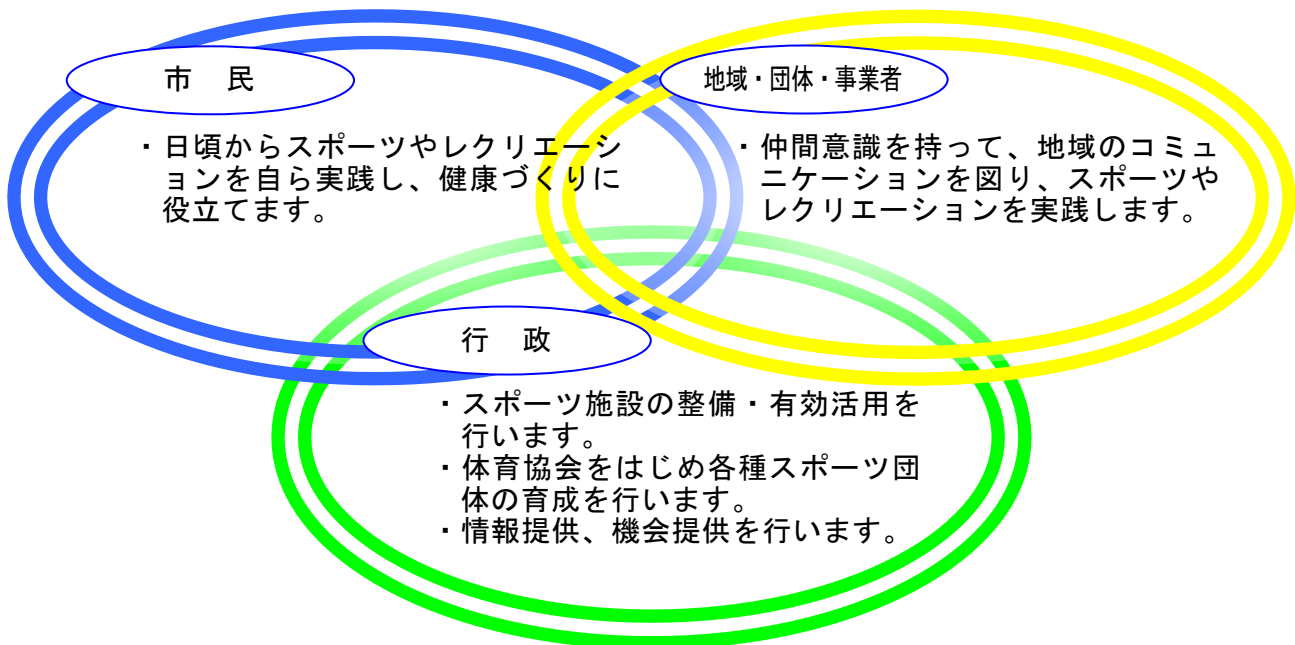 市　民
・日頃からスポーツやレクリエーシ
ョンを自ら実践し、健康づくりに
役立てます。
地域・団体・事業者
・仲間意識を持って、地域のコミュ
ニケーションを図り、スポーツや
レクリエーションを実践します。
行　政
・スポーツ施設の整備・有効活用を
行います。
・体育協会をはじめ各種スポーツ団
体の育成を行います。
・情報提供、機会提供を行います。